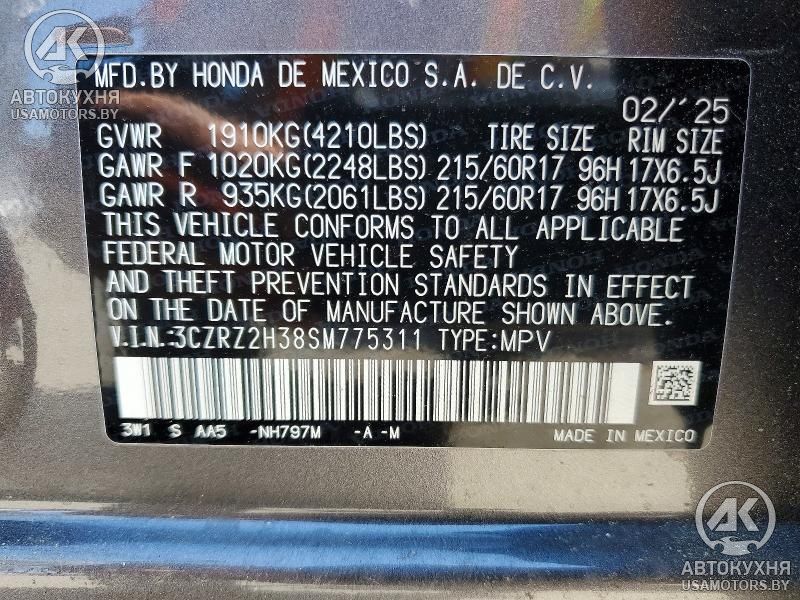 АК
АВТОКУХНЯ
USAMOTORS.BY
MFD.BY HONDA DE MEXICO S.A. DE C.V.
02/'25
GVWR 1910KG(4210LBS) TIRE SIZE RIM SIZE
GAWR F 1020KG(2248LBS) 215/60R17 96H 17X6.5J
GAWR R 935KG(2061LBS) 215/60R17 96H 17X6.5J
THIS VEHICLE CONFORMS TO ALL APPLICABLE
FEDERAL MOTOR VEHICLE SAFETY
AND THEFT PREVENTION STANDARDS IN EFFECT
ON THE DATE OF MANUFACTURE SHOWN ABOVE.
V.I.N.:3CZRZ2H38SM775311 TYPE:MPV
3W1 S AA5 -NH797M -A -M
MADE IN MEXICO
АК
АВТОКУХНЯ
USAMOTORS.BY